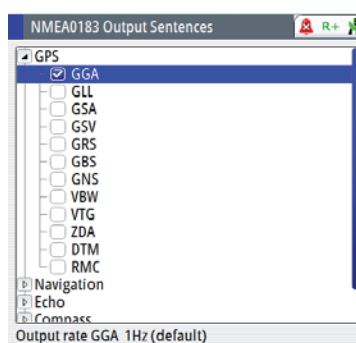 NMEA0183 Output Sentences R+
GPS
GGA
GLL
GSA
GSV
GRS
GBS
GNS
VBW
VTG
ZDA
DTM
RMC
Navigation
Echo
Compass
Output rate GGA 1Hz (default)